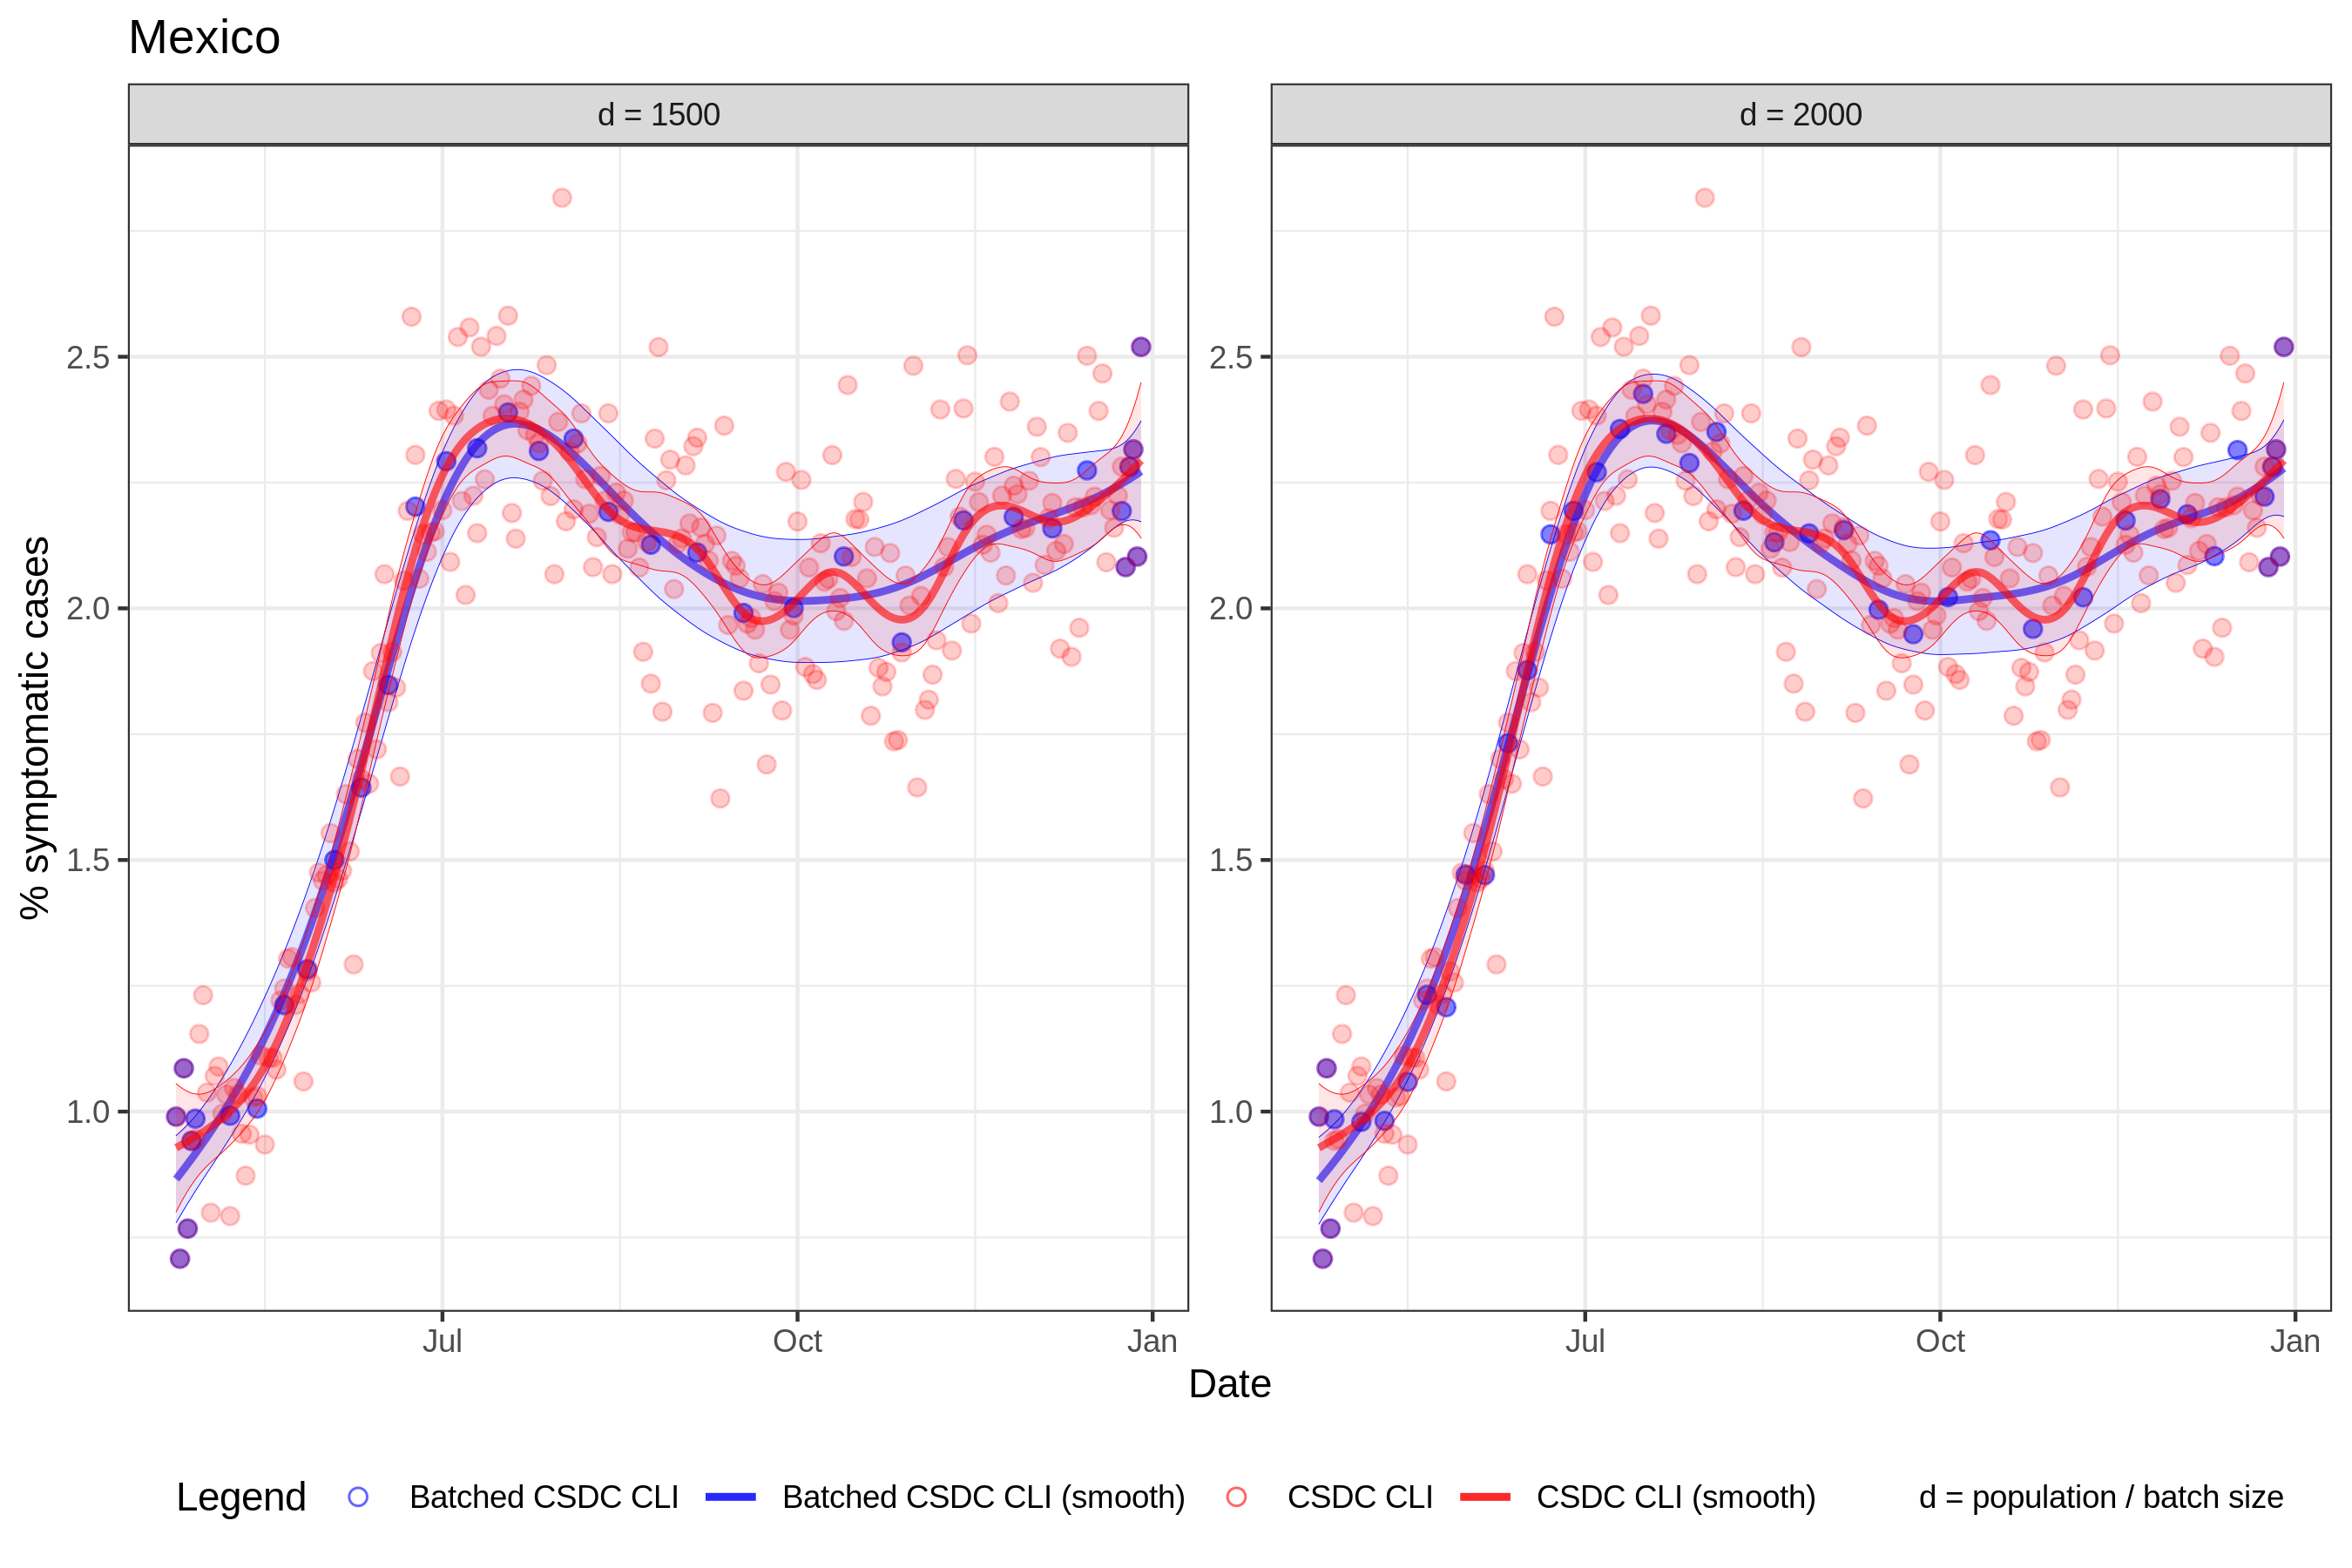 Mexico
d = 1500
d = 2000
% symptomatic cases
2.5
2.0
1.5
1.0
2.5
2.0
1.5
1.0
Jul
Oct
Jan
Jul
Oct
Jan
Date
Legend
Batched CSDC CLI
Batched CSDC CLI (smooth)
CSDC CLI
CSDC CLI (smooth)
d = population / batch size